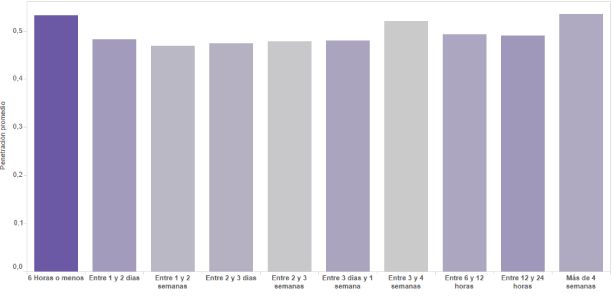 0,5
0,4
0,3
0,2
0,1
0,0
Penetración promedio
6 Horas o menos
Entre 1 y 2 días
Entre 1 y 2
semanas
Entre 2 y 3 días
Entre 2 y 3
semanas
Entre 3 días y 1
semana
Entre 3 y 4
semanas
Entre 6 y 12
horas
Entre 12 y 24
horas
Más de 4
semanas